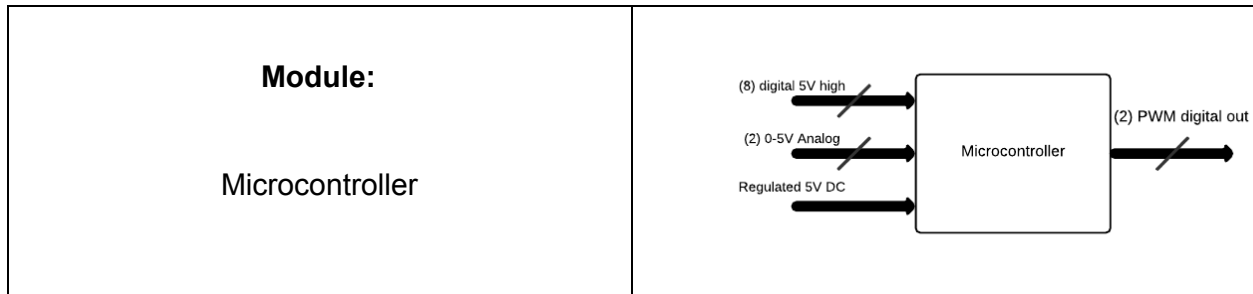 Module:
Microcontroller
(8) digital 5V high
(2) 0-5V Analog
Regulated 5V DC
Microcontroller
(2) PWM digital out